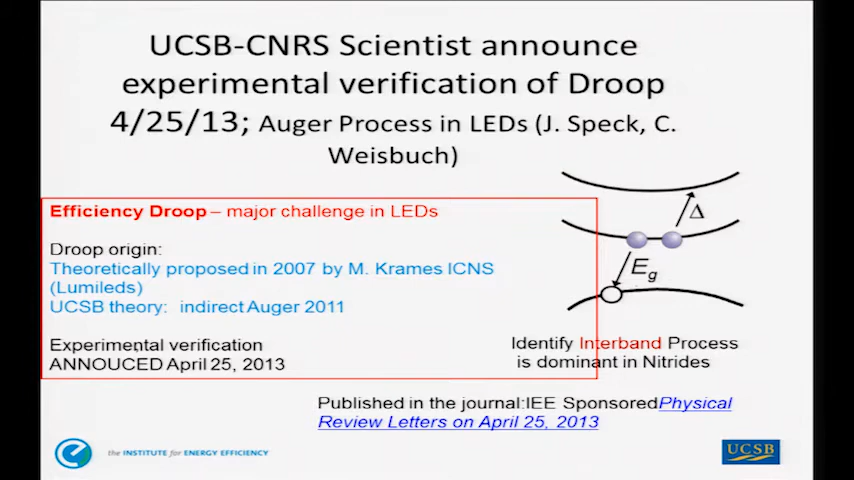 UCSB-CNRS Scientist announce
experimental verification of Droop
4/25/13; Auger Process in LEDs (J. Speck, C.
Weisbuch)
Efficiency Droop – major challenge in LEDs
Droop origin:
Theoretically proposed in 2007 by M. Krames ICNS
(Lumileds)
UCSB theory: indirect Auger 2011
Experimental verification
ANNOUCED April 25, 2013
Δ
Eg
Identify Interband Process
is dominant in Nitrides
Published in the journal:IEE SponsoredPhysical
Review Letters on April 25, 2013
the INSTITUTE for ENERGY EFFICIENCY
UCSB